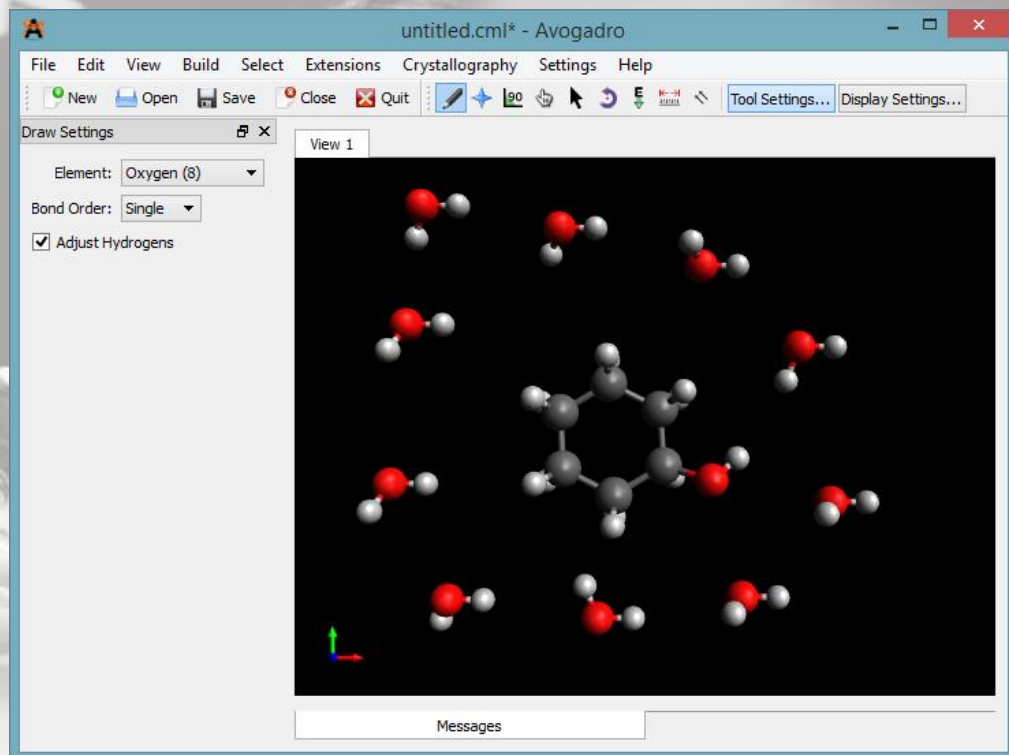 untitled.cml* - Avogadro
File Edit View Build Select Extensions Crystallography Settings Help
New Open Save Close Quit 90 E Tool Settings... Display Settings...
Draw Settings
View 1
Element: Oxygen (8)
Bond Order: Single
Adjust Hydrogens
Messages